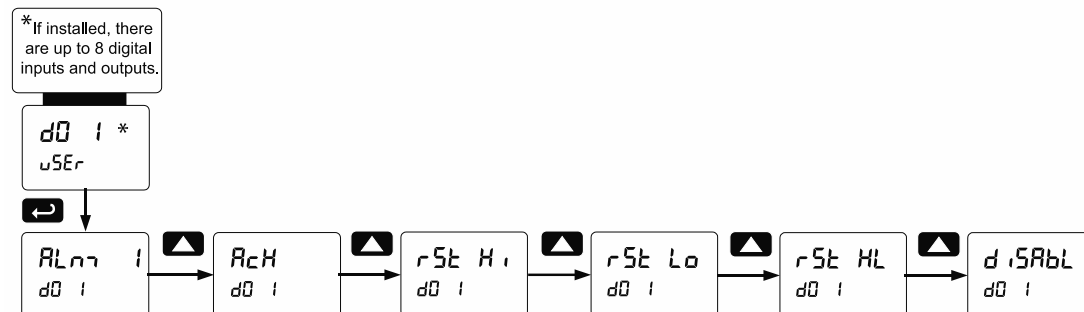 *If installed, there
are up to 8 digital
inputs and outputs.
dO 1 *
uSEr
ALm 1
dO 1
AcK
dO 1
rSt Hi
dO 1
rSt Lo
dO 1
rSt HL
dO 1
diSAbL
dO 1